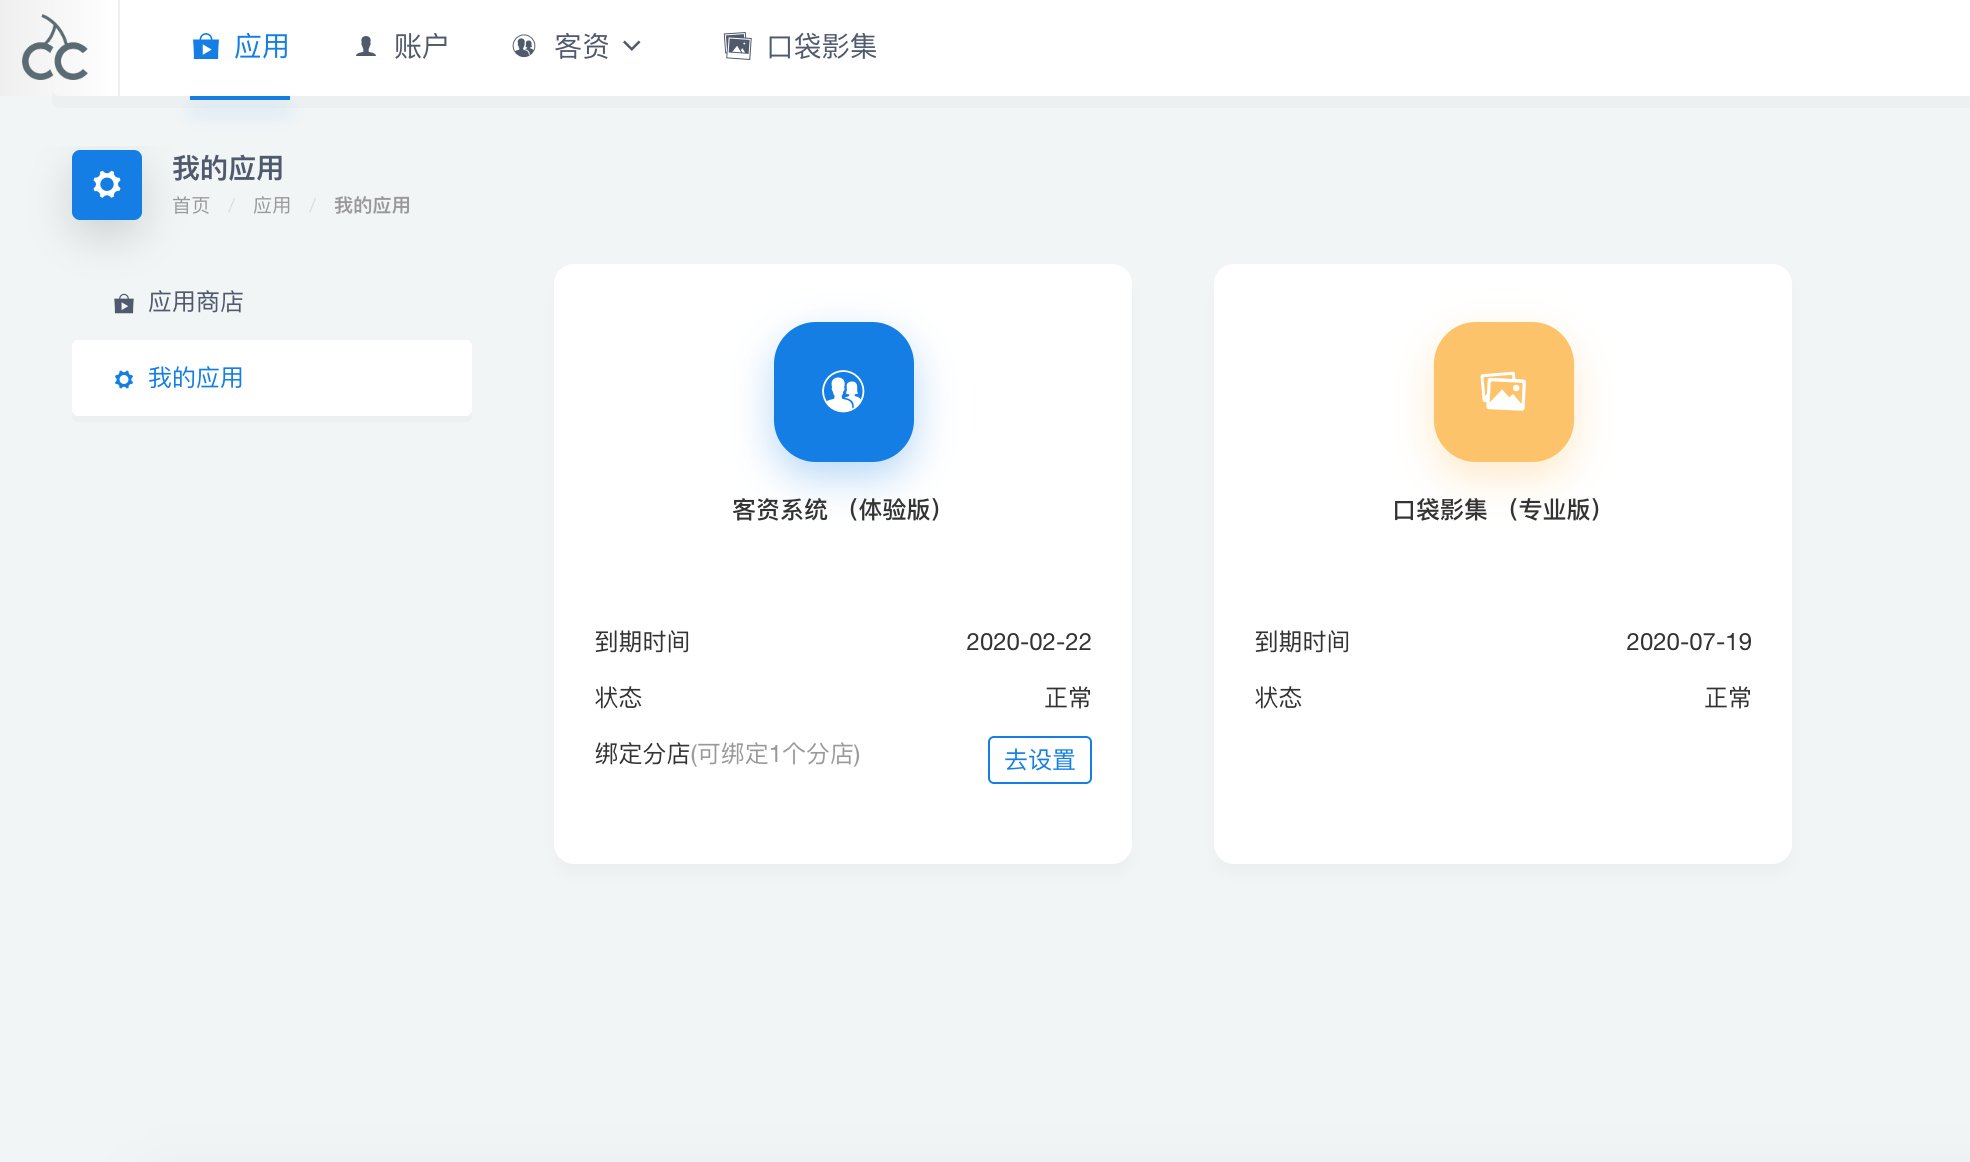 CC
应用 账户 客资 口袋影集
我的应用
首页 / 应用 / 我的应用
应用商店
我的应用
客资系统 （体验版）
到期时间 2020-02-22
状态 正常
绑定分店(可绑定1个分店) 去设置
口袋影集 （专业版）
到期时间 2020-07-19
状态 正常